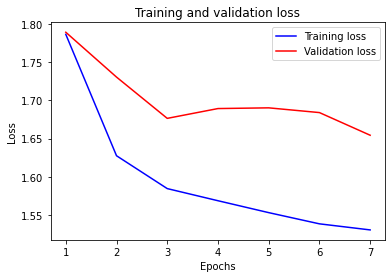 Training and validation loss
Training loss
Validation loss
1.80
1.75
1.70
1.65
1.60
1.55
Loss
1 2 3 4 5 6 7
Epochs